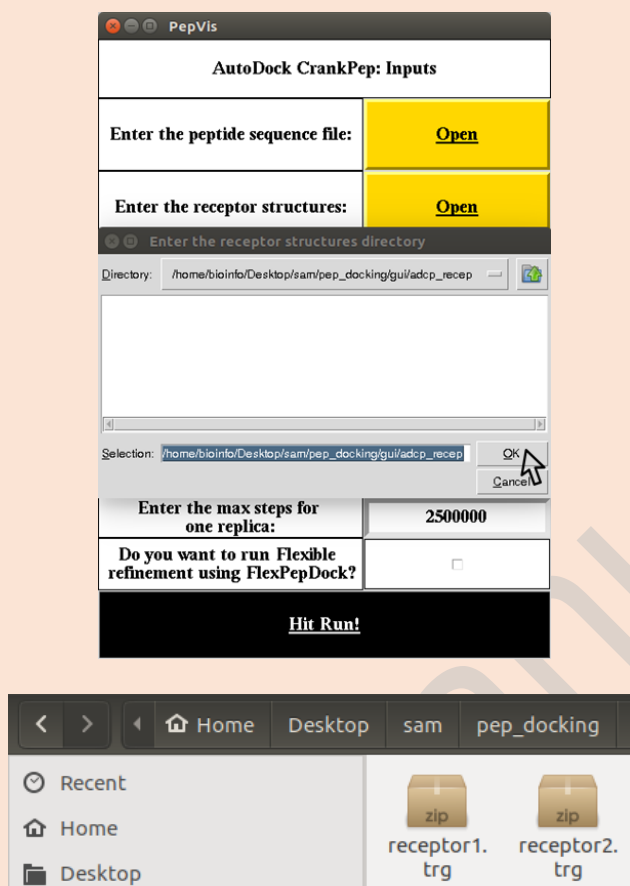 PepVis
AutoDock CrankPep: Inputs
Enter the peptide sequence file:
Open
Enter the receptor structures:
Open
Enter the receptor structures directory
Directory:
/home/bioinfo/Desktop/sam/pep_docking/gui/adcp_recep
Selection:
/home/bioinfo/Desktop/sam/pep_docking/gui/adcp_recep
OK
Cancel
Enter the max steps for
one replica:
2500000
Do you want to run Flexible
refinement using FlexPepDock?
Hit Run!
Home
Desktop
sam
pep_docking
Recent
Home
Desktop
zip
receptor1.
trg
zip
receptor2.
trg